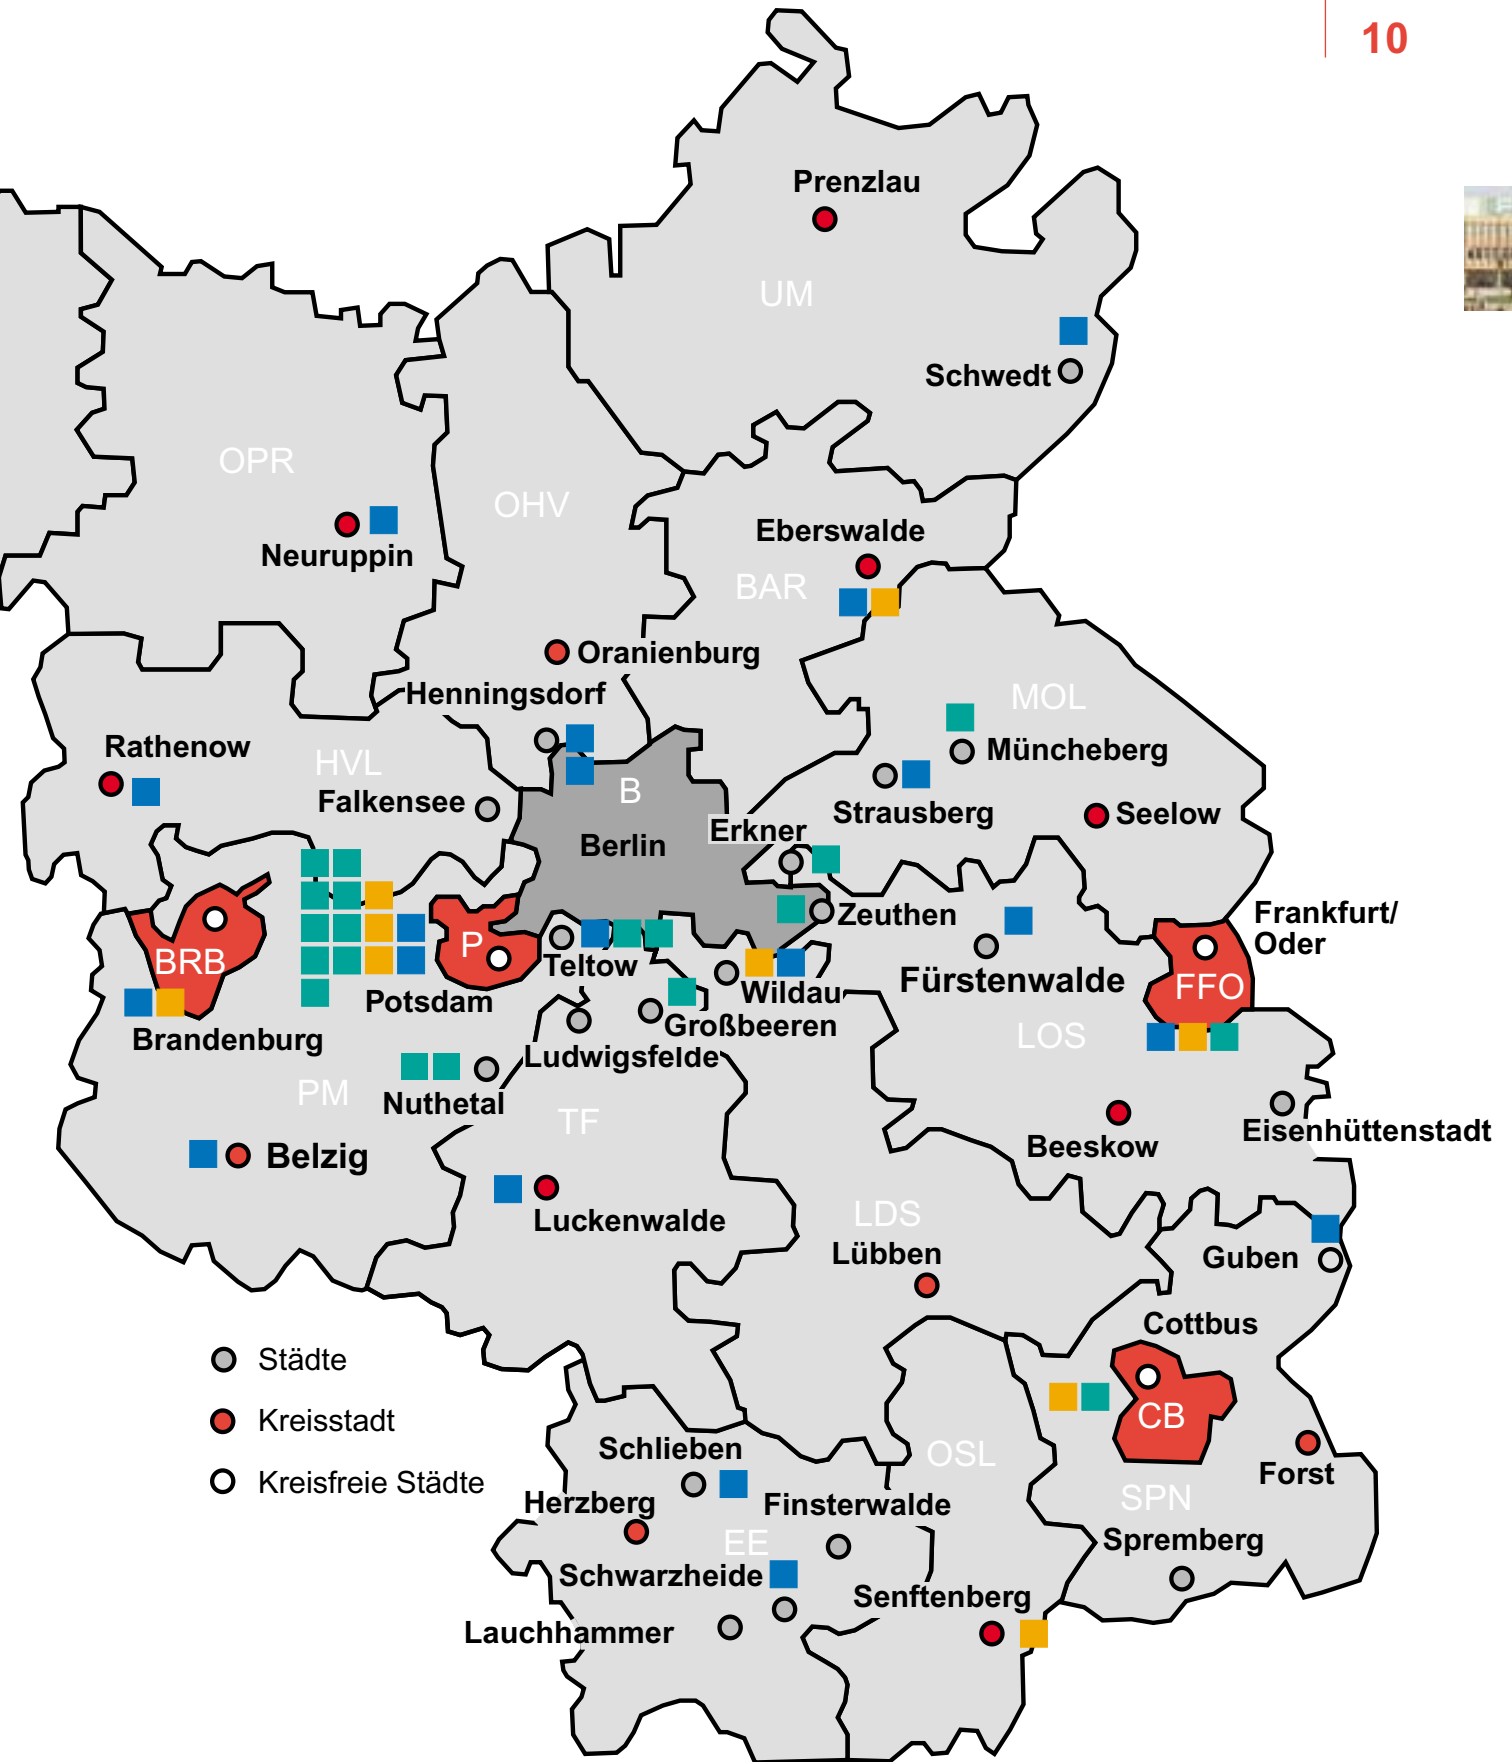 10
Prenzlau
UM
Schwedt
OPR
OHV
Neuruppin
Eberswalde
BAR
Oranienburg
Henningsdorf
MOL
Rathenow
HVL
Müncheberg
B
Falkensee
Strausberg
Seelow
Erkner
Berlin
Zeuthen
Frankfurt/
Oder
P
BRB
Teltow
Fürstenwalde
FFO
Potsdam
Wildau
Großbeeren
Brandenburg
LOS
Ludwigsfelde
PM
Nuthetal
TF
Eisenhüttenstadt
Beeskow
Belzig
Luckenwalde
LDS
Lübben
Guben
Cottbus
Städte
Kreisstadt
CB
Schlieben
OSL
Forst
Kreisfreie Städte
Herzberg
Finsterwalde
SPN
EE
Spremberg
Schwarzheide
Senftenberg
Lauchhammer